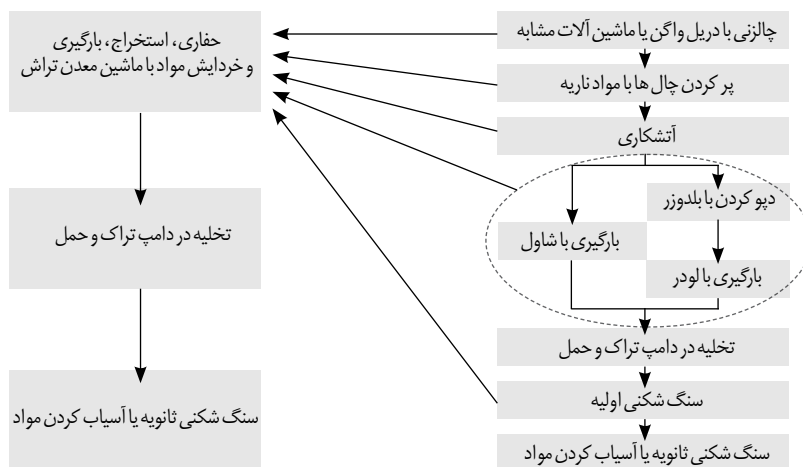 چالزنی با دریل واگن یا ماشین آلات مشابه
پر کردن چال ها با مواد ناریه
آتشکاری
دپو کردن با بلدوزر
بارگیری با شاول
بارگیری با لودر
تخلیه در دامپ تراک و حمل
سنگ شکنی اولیه
سنگ شکنی ثانویه یا آسیاب کردن مواد
حفاری، استخراج، بارگیری
و خردایش مواد با ماشین معدن تراش
تخلیه در دامپ تراک و حمل
سنگ شکنی ثانویه یا آسیاب کردن مواد